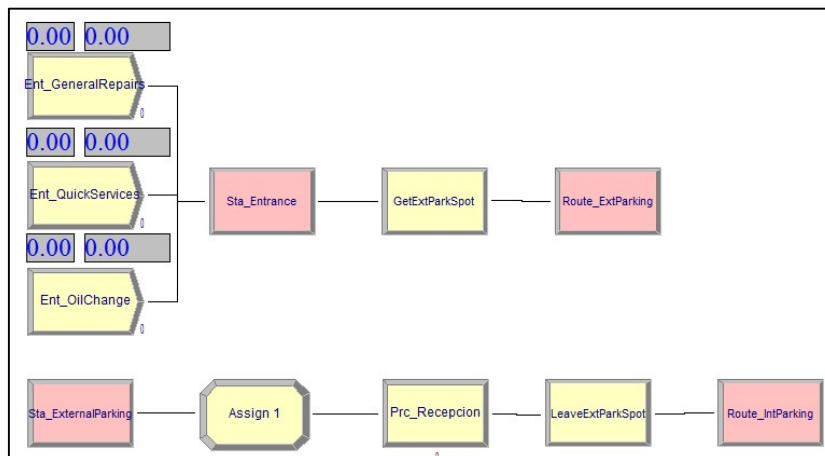 0.00 0.00
Ent_GeneralRepairs
0
0.00 0.00
Ent_QuickServices
0
0.00 0.00
Ent_OilChange
0
Sta_Entrance
GetExtParkSpot
Route_ExtParking
Sta_ExternalParking
Assign 1
Prc_Recepcion
LeaveExtParkSpot
Route_IntParking